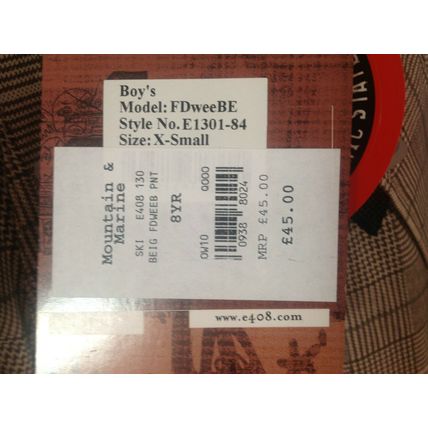 Boy's
Model: FDweeBE
Style No. E1301-84
Size: X-Small
Mountain &
Marine
SKI E408 130
BEIG FDWEEB PNT
8YR
OW10 0000
0938 8024
MRP £45.00
£45.00
www.e408.com
STATE